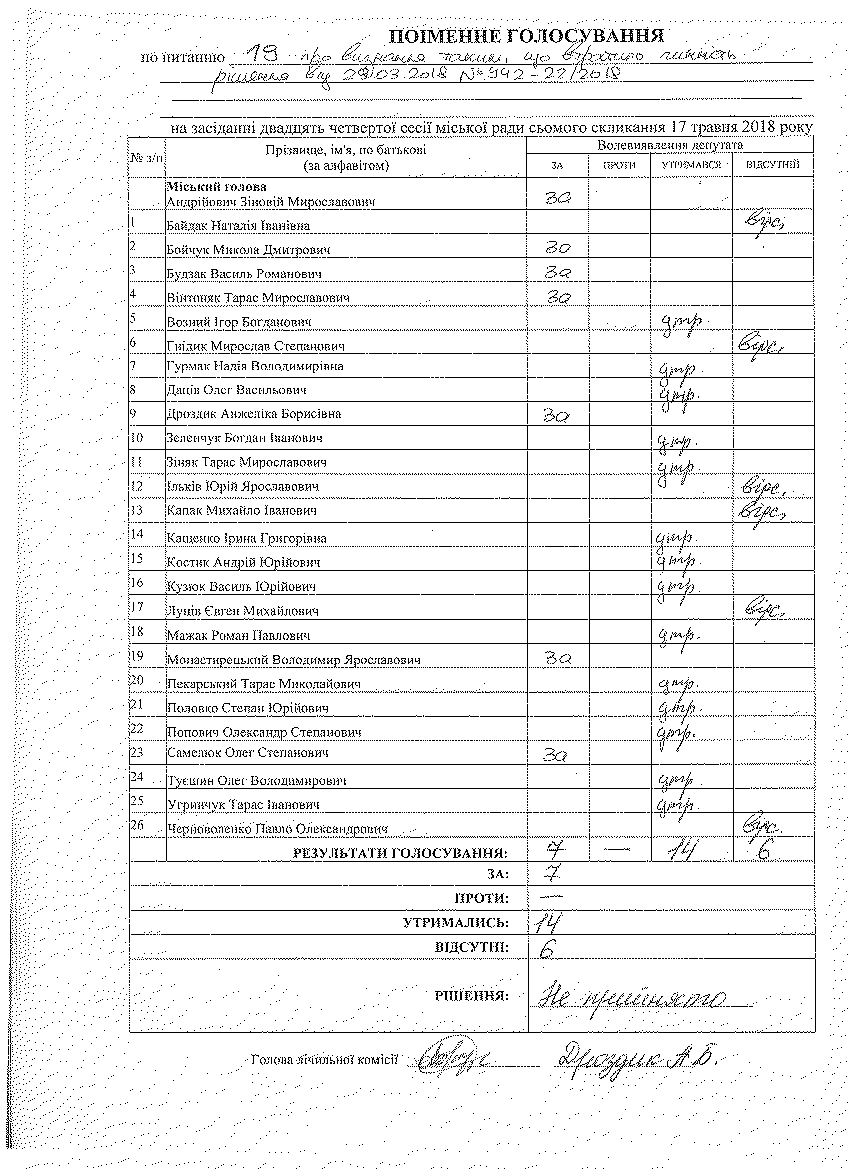 ПОІМЕННЕ ГОЛОСУВАННЯ
по питанню 19 про визнання таким, що втратило чинність
рішення від 29.03.2018 № 942-22/2018
на засіданні двадцять четвертої сесії міської ради сьомого скликання 17 травня 2018 року
№ з/п Прізвище, ім'я, по батькові (за алфавітом) Волевиявлення депутата
ЗА ПРОТИ УТРИМАВСЯ ВІДСУТНІЙ
Міський голова
Андрійович Зіновій Мирославович За
1 Байдак Наталія Іванівна відс.
2 Бойчук Микола Дмитрович За
3 Будзак Василь Романович За
4 Вінтоняк Тарас Мирославович За
5 Возний Ігор Богданович утр.
6 Гнідик Мирослав Степанович відс.
7 Гурмак Надія Володимирівна утр.
8 Даців Олег Васильович утр.
9 Дроздик Анжеліка Борисівна За
10 Зеленчук Богдан Іванович утр.
11 Зіняк Тарас Мирославович утр.
12 Ільків Юрій Ярославович відс.
13 Капак Михайло Іванович відс.
14 Кащенко Ірина Григорівна утр.
15 Костик Андрій Юрійович утр.
16 Кузюк Василь Юрійович утр.
17 Луців Євген Михайлович відс.
18 Мажак Роман Павлович утр.
19 Монастирецький Володимир Ярославович За
20 Пекарський Тарас Миколайович утр.
21 Половко Степан Юрійович утр.
22 Попович Олександр Степанович утр.
23 Самелюк Олег Степанович За
24 Туєшин Олег Володимирович утр.
25 Угринчук Тарас Іванович утр.
26 Черноволенко Павло Олександрович відс.
РЕЗУЛЬТАТИ ГОЛОСУВАННЯ: 7 — 14 6
ЗА: 7
ПРОТИ: —
УТРИМАЛИСЬ: 14
ВІДСУТНІ: 6
РІШЕННЯ: Не прийнято
Голова лічильної комісії Дроздик А.Б.